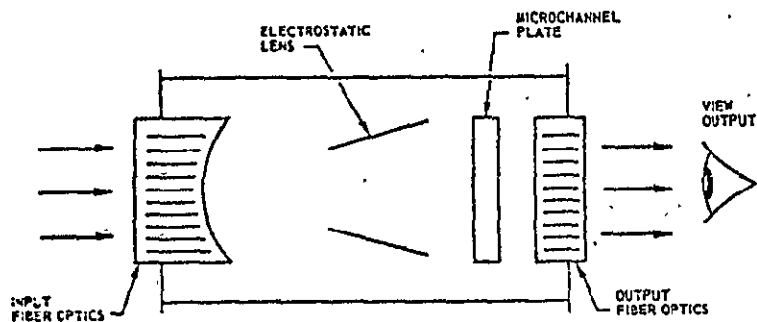 ELECTROSTATIC
LENS
MICROCHANNEL
PLATE
VIEW
OUTPUT
INPUT
FIBER OPTICS
OUTPUT
FIBER OPTICS